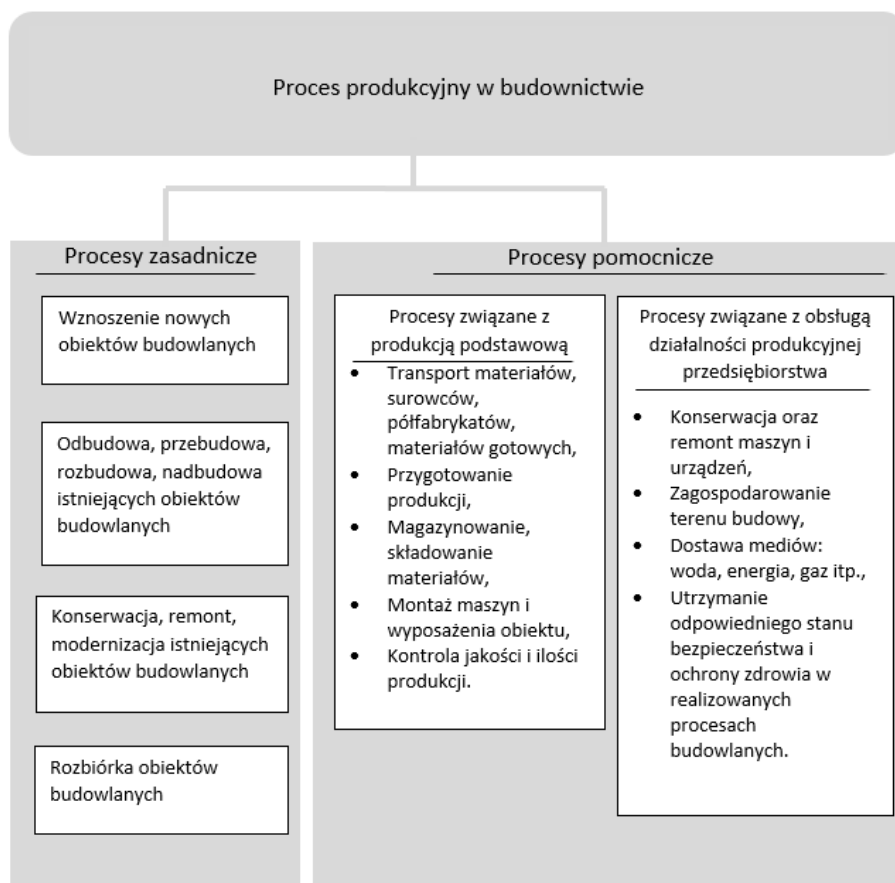 Proces produkcyjny w budownictwie
Procesy zasadnicze
Wznoszenie nowych
obiektów budowlanych
Odbudowa, przebudowa,
rozbudowa, nadbudowa
istniejących obiektów
budowlanych
Konserwacja, remont,
modernizacja istniejących
obiektów budowlanych
Rozbiórka obiektów
budowlanych
Procesy pomocnicze
Procesy związane z
produkcją podstawową
• Transport materiałów,
surowców,
półfabrykatów,
materiałów gotowych,
• Przygotowanie
produkcji,
• Magazynowanie,
składowanie
materiałów,
• Montaż maszyn i
wyposażenia obiektu,
• Kontrola jakości i ilości
produkcji.
Procesy związane z obsługą
działalności produkcyjnej
przedsiębiorstwa
• Konserwacja oraz
remont maszyn i
urządzeń,
• Zagospodarowanie
terenu budowy,
• Dostawa mediów:
woda, energia, gaz itp.,
• Utrzymanie
odpowiedniego stanu
bezpieczeństwa i
ochrony zdrowia w
realizowanych
procesach
budowlanych.